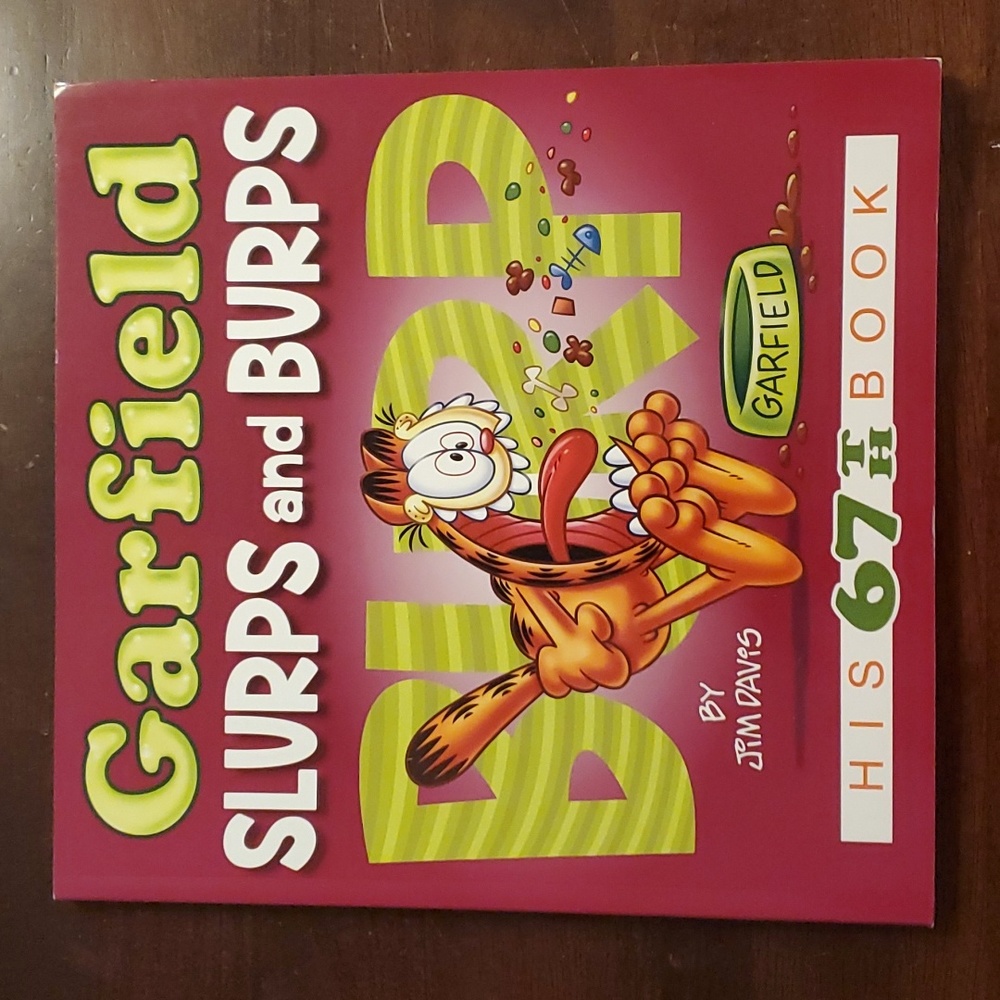 Garfield
SLURPS and BURPS
BURP
GARFIELD
BY
JIM DAVIS
HIS 67TH BOOK